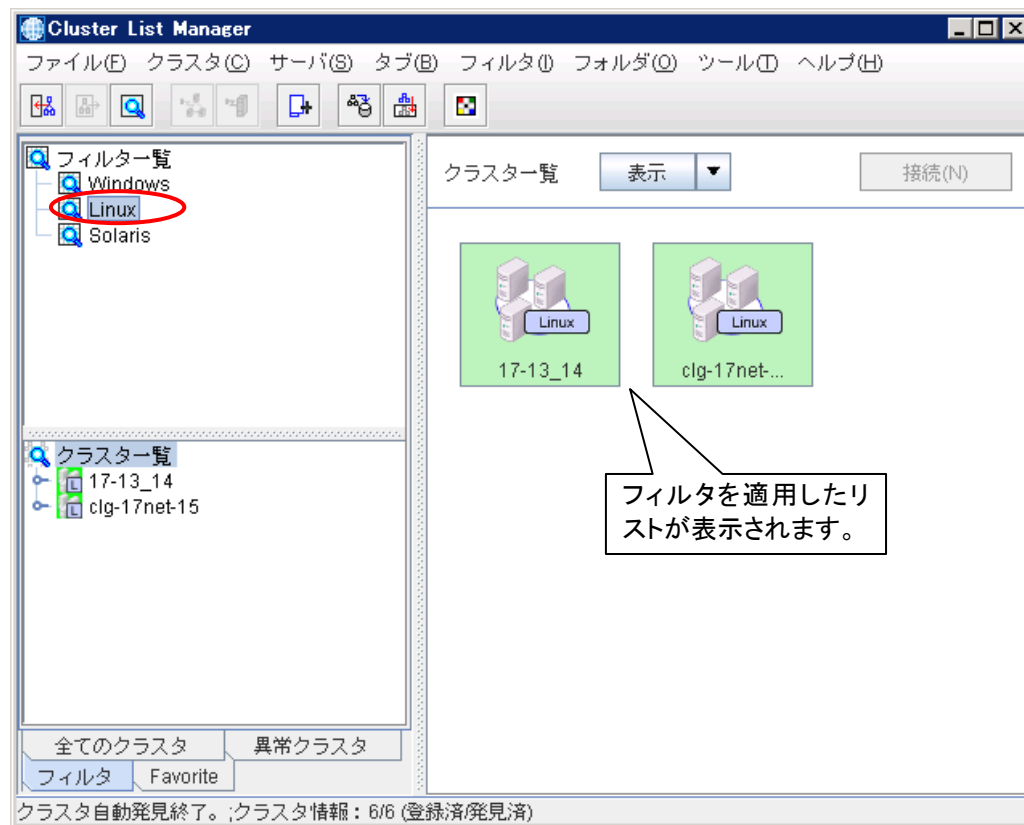 Cluster List Manager
ファイル(F) クラスタ(C) サーバ(S) タブ(B) フィルタ(I) フォルダ(O) ツール(T) ヘルプ(H)
フィルター覧
Windows
Linux
Solaris
クラスター覧
17-13_14
clg-17net-15
全てのクラスタ 異常クラスタ
フィルタ Favorite
クラスター覧 表示 接続(N)
Linux Linux
17-13_14 clg-17net-...
フィルタを適用したリ
ストが表示されます。
クラスタ自動発見終了。;クラスタ情報：6/6 (登録済/発見済)